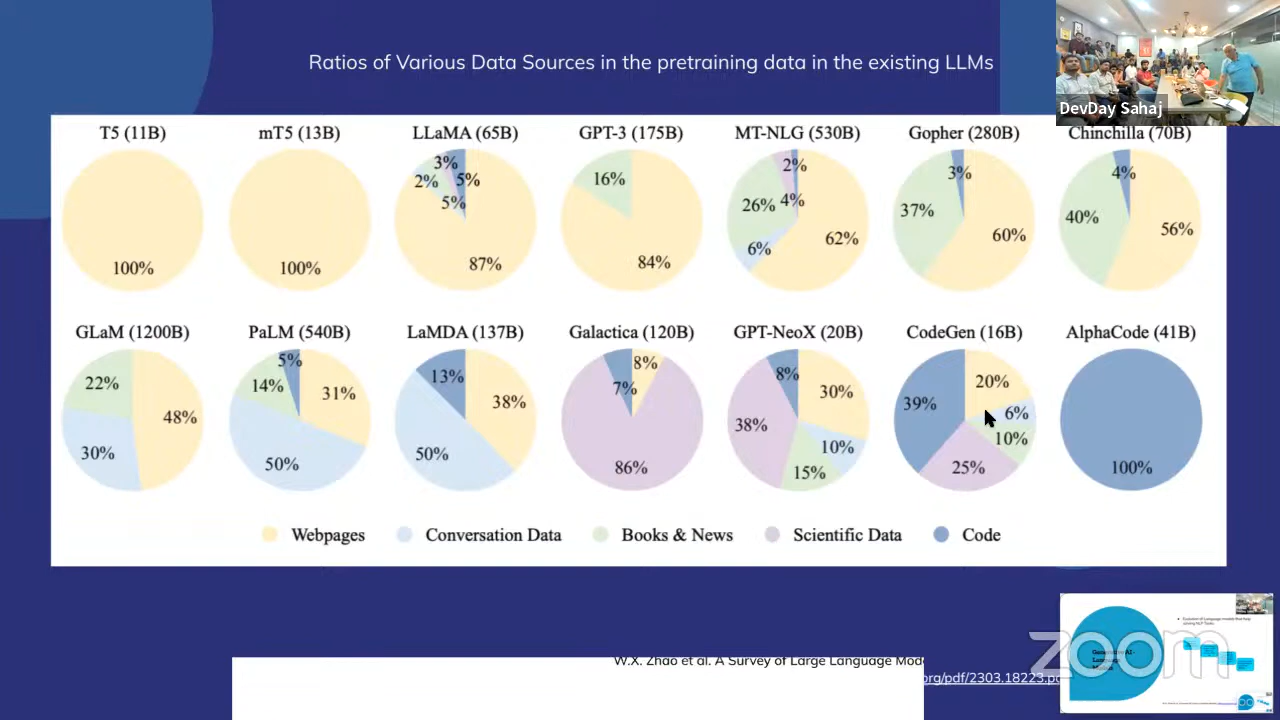 Ratios of Various Data Sources in the pretraining data in the existing LLMs
DevDay Sahaj
T5 (11B) mT5 (13B) LLaMA (65B) GPT-3 (175B) MT-NLG (530B) Gopher (280B) Chinchilla (70B)
100%
100%
3% 2% 5% 5% 87%
16% 84%
2% 26% 4% 6% 62%
3% 37% 60%
4% 40% 56%
GLaM (1200B) PaLM (540B) LaMDA (137B) Galactica (120B) GPT-NeoX (20B) CodeGen (16B) AlphaCode (41B)
22% 48% 30%
5% 14% 31% 50%
13% 38% 50%
8% 7% 86%
8% 30% 38% 10% 15%
20% 39% 6% 10% 25%
100%
Webpages Conversation Data Books & News Scientific Data Code
W.X. Zhao et al. A Survey of Large Language
org/pdf/2303.18223
zoom